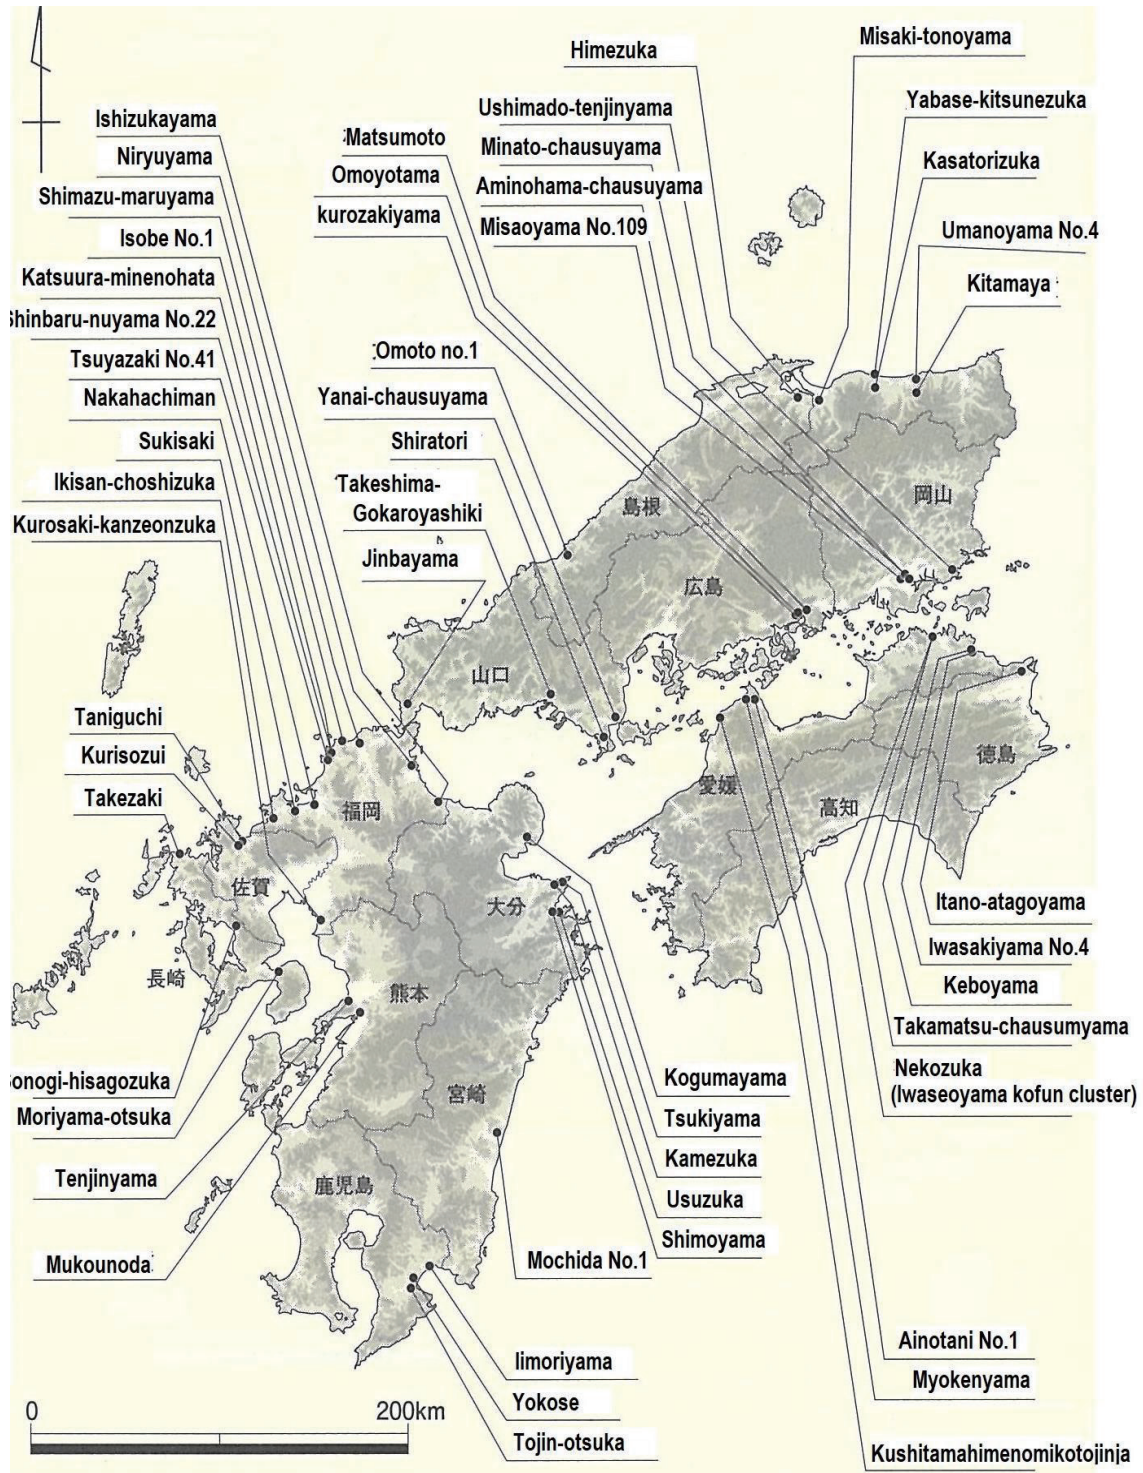 Himezuka
Misaki-tonoyama
Ushimado-tenjinyama
Yabase-kitsunezuka
Ishizukayama
Matsumoto
Minato-chausuyama
Niryuyama
Omoyotama
Aminohama-chausuyama
Kasatorizuka
Shimazu-maruyama
kurozakiyama
Misaoyama No.109
Umanoyama No.4
Isobe No.1
Katsuura-minenohata
Kitamaya
Shinbaru-nuyama No.22
Tsuyazaki No.41
Omoto no.1
Nakahachiman
Yanai-chausuyama
Sukisaki
Shiratori
Ikisan-choshizuka
Takeshima-
Gokaroyashiki
Kurosaki-kanzeonzuka
Jinbayama
島根
岡山
広島
山口
Taniguchi
Kurisozui
Takezaki
福岡
佐賀
大分
長崎
熊本
宮崎
鹿児島
愛媛
高知
徳島
Itano-atagoyama
Iwasakiyama No.4
Keboyama
Takamatsu-chausumyama
Nekozuka
(Iwaseoyama kofun cluster)
onogi-hisagozuka
Moriyama-otsuka
Tenjinyama
Mukounoda
Kogumayama
Tsukiyama
Kamezuka
Usuzuka
Shimoyama
Mochida No.1
Iimoriyama
Yokose
Tojin-otsuka
Ainotani No.1
Myokenyama
Kushitamahimenomikotojinja
0
200km